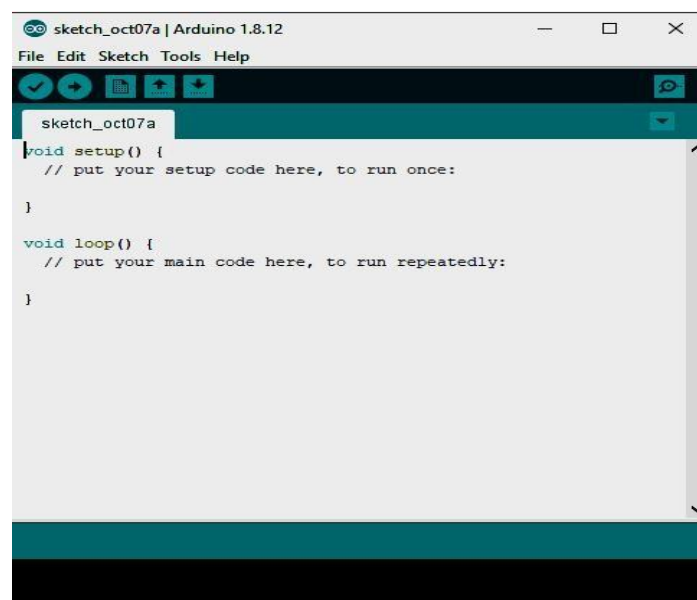 sketch_oct07a | Arduino 1.8.12
File Edit Sketch Tools Help
sketch_oct07a
void setup() {
  // put your setup code here, to run once:
}
void loop() {
  // put your main code here, to run repeatedly:
}